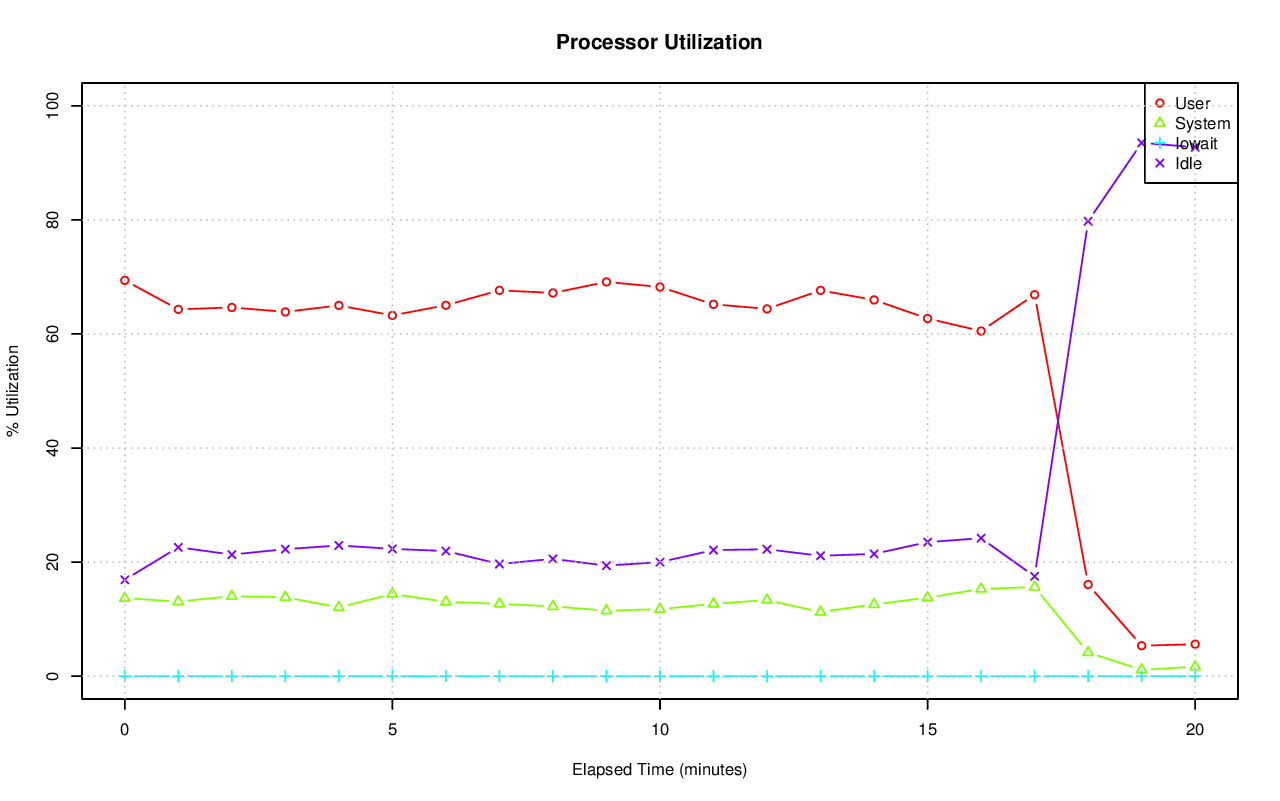 Processor Utilization
User
System
Iowait
Idle
% Utilization
100
80
60
40
20
0
0 5 10 15 20
Elapsed Time (minutes)